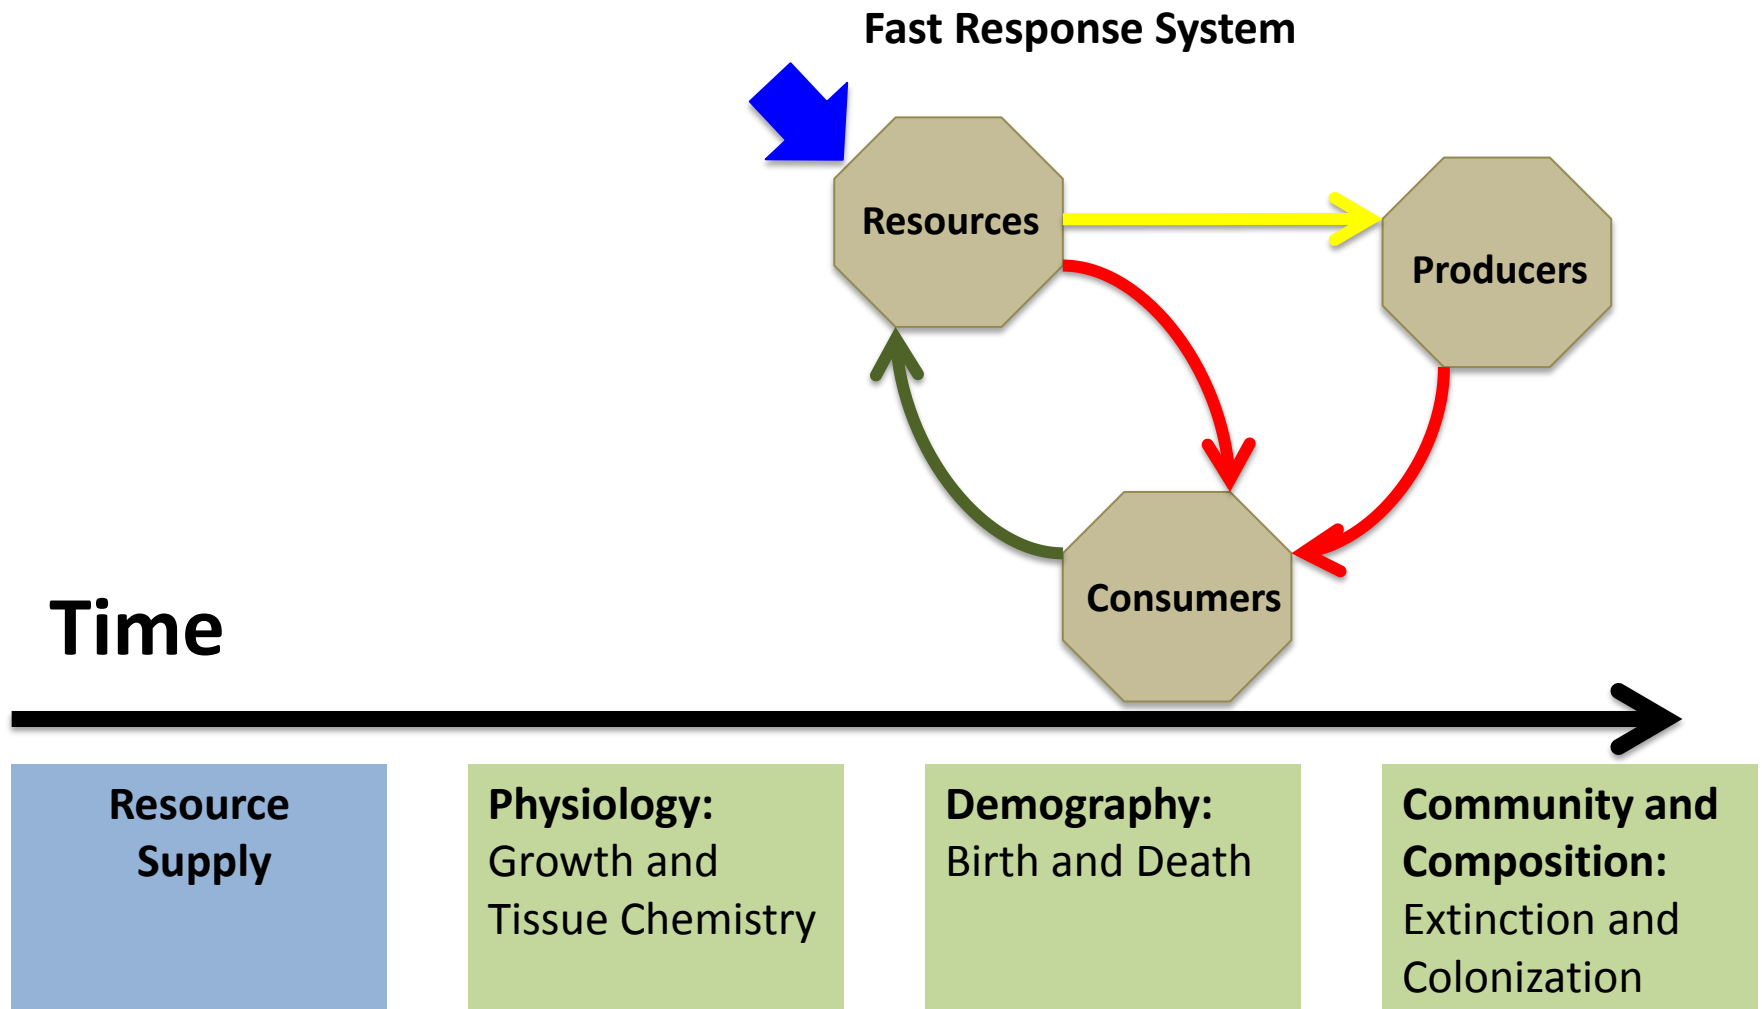 Fast Response System
Resources
Producers
Consumers
Time
Resource
Supply
Physiology:
Growth and
Tissue Chemistry
Demography:
Birth and Death
Community and
Composition:
Extinction and
Colonization